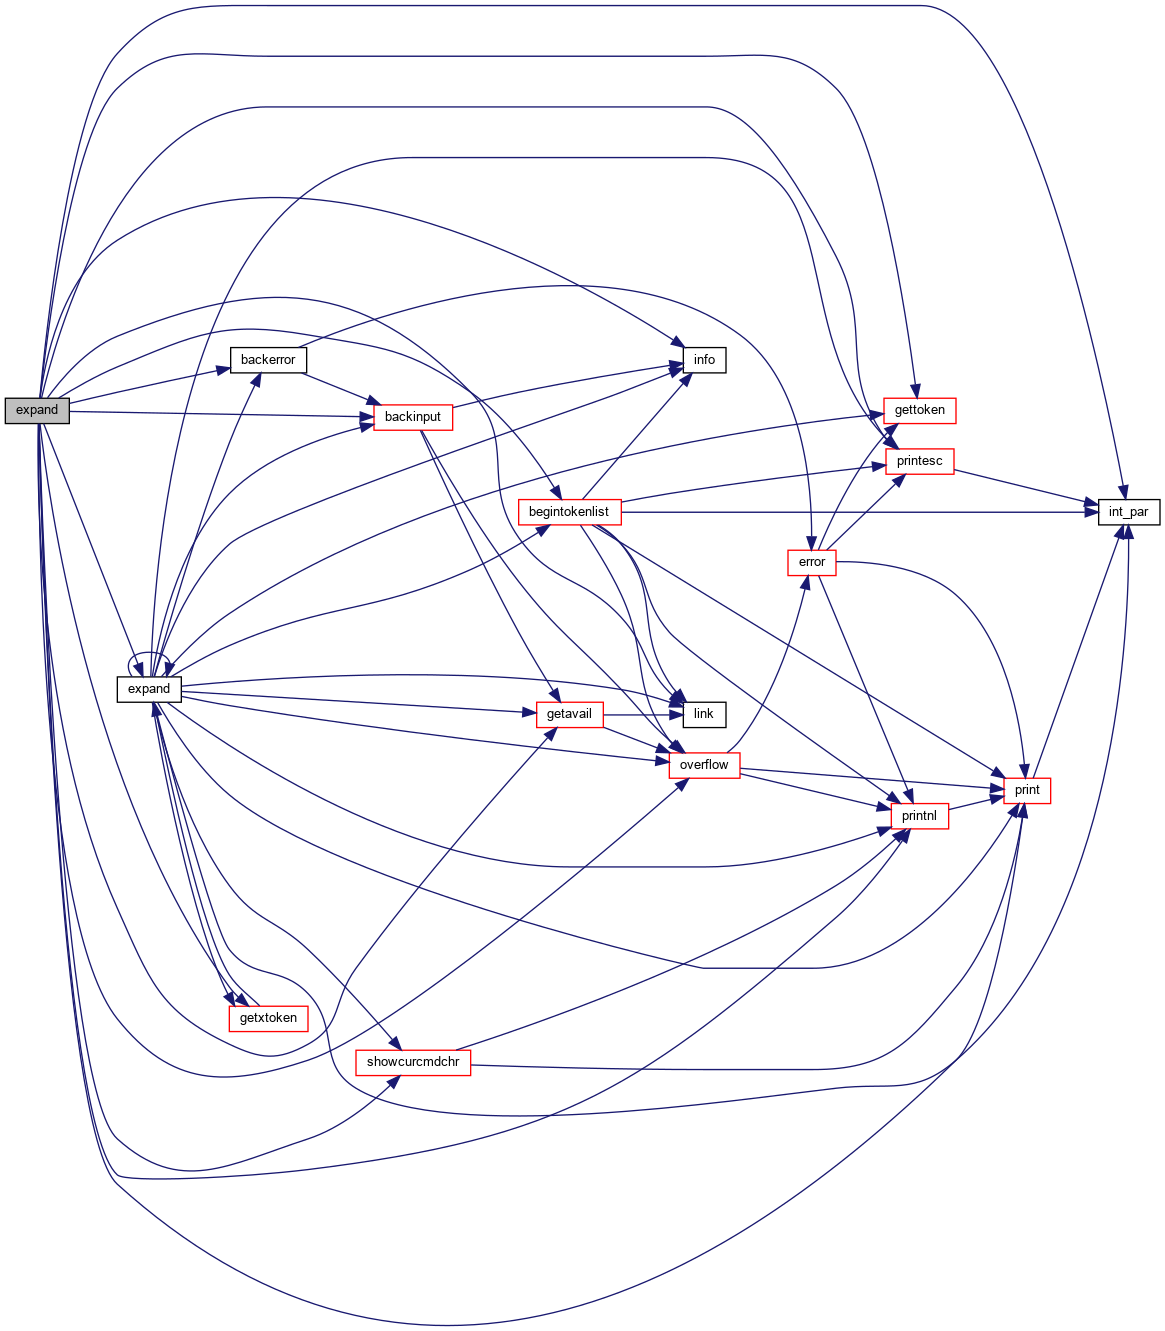 info
backerror
expand
gettoken
backinput
printesc
begintokenlist
int_par
error
expand
getavail
link
overflow
print
printnl
getxtoken
showcurcmdchr